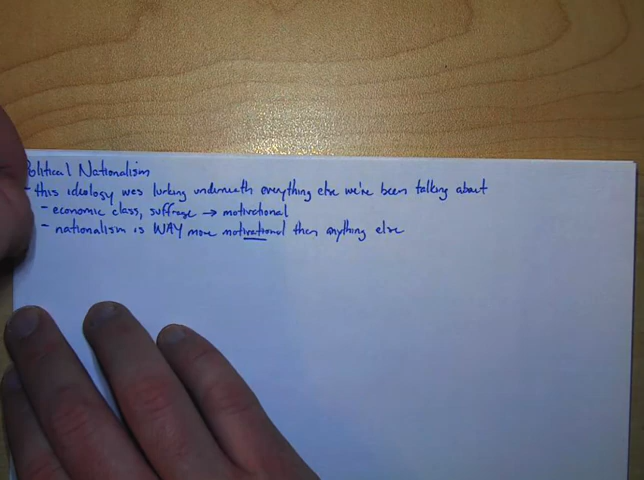 Political Nationalism
- this ideology was lurking underneath everything else we've been talking about
- economic class, suffrage → motivational
- nationalism is WAY more motivational than anything else